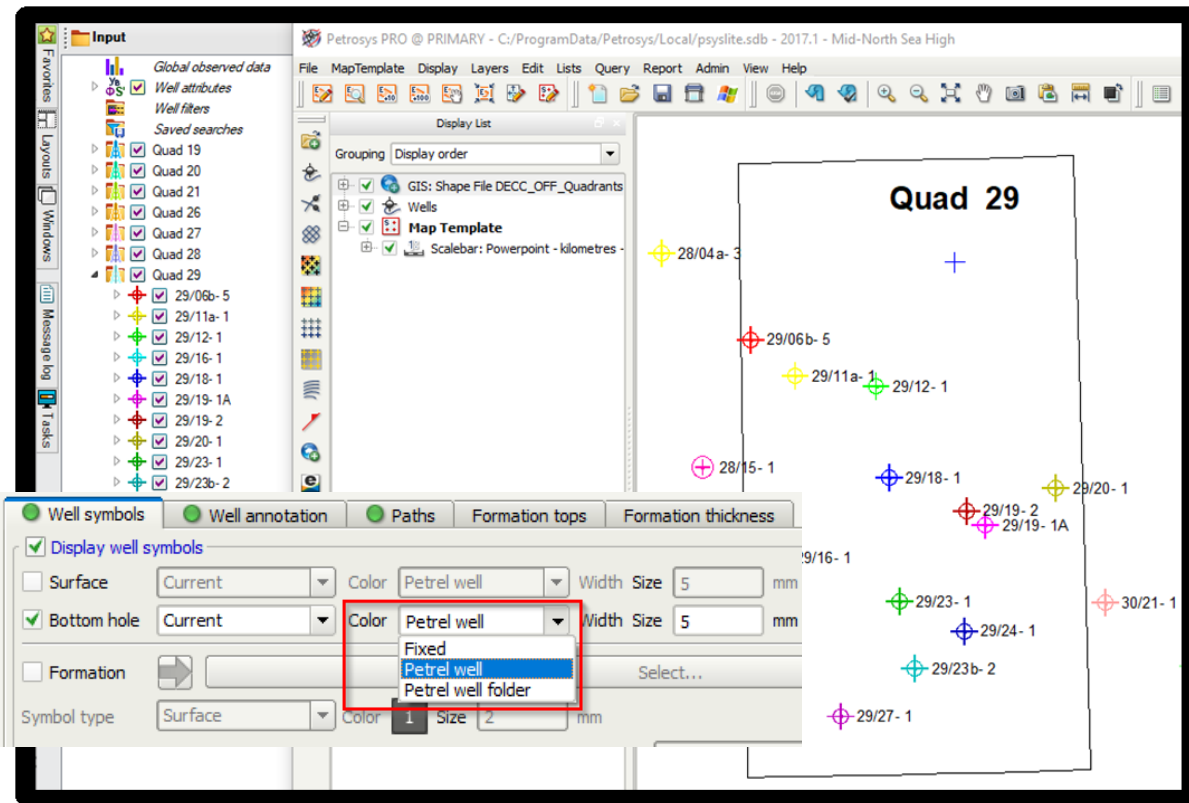 Favorites
Layouts
Windows
Message log
Tasks
Input
Global observed data
Well attributes
Well filters
Saved searches
Quad 19
Quad 20
Quad 21
Quad 26
Quad 27
Quad 28
Quad 29
29/06b- 5
29/11a- 1
29/12- 1
29/16- 1
29/18- 1
29/19- 1A
29/19- 2
29/20- 1
29/23- 1
29/23b- 2
Petrosys PRO @ PRIMARY - C:/ProgramData/Petrosys/Local/psyslite.sdb - 2017.1 - Mid-North Sea High
File MapTemplate Display Layers Edit Lists Query Report Admin View Help
Display List
Grouping Display order
GIS: Shape File DECC_OFF_Quadrants
Wells
Map Template
Scalebar: Powerpoint - kilometres -
Quad 29
28/04a- 3
29/06b- 5
29/11a- 1
29/12- 1
28/15- 1
29/18- 1
29/20- 1
29/19- 2
29/19- 1A
29/16- 1
29/23- 1
30/21- 1
29/24- 1
29/23b- 2
29/27- 1
Well symbols Well annotation Paths Formation tops Formation thickness
Display well symbols
Surface Current Color Petrel well Width Size 5 mm
Bottom hole Current Color Petrel well Width Size 5 mm
Fixed
Petrel well
Petrel well folder
Formation Select...
Symbol type Surface Color 1 Size 2 mm